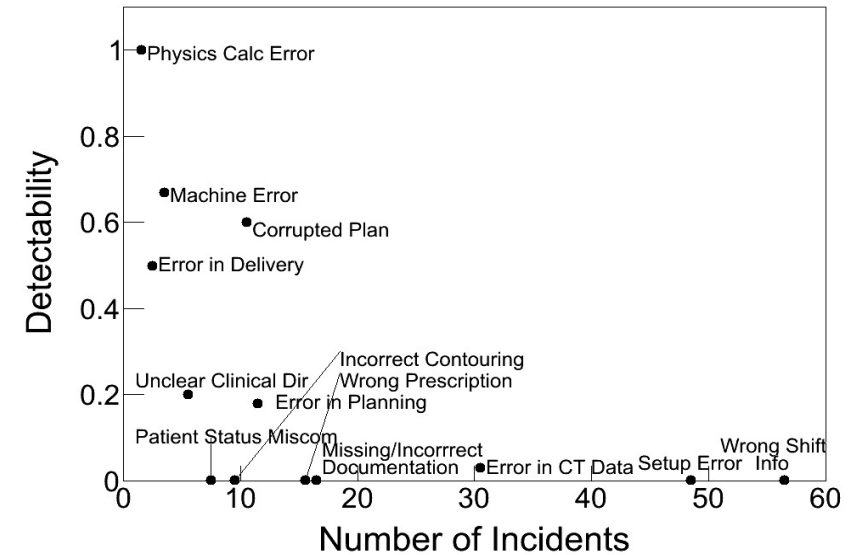 1
Physics Calc Error
0.8
Machine Error
0.6
Corrupted Plan
Error in Delivery
Detectability
0.4
Incorrect Contouring
Unclear Clinical Dir
Wrong Prescription
0.2
Error in Planning
Patient Status Miscom
Missing/Incorrrect
Documentation
Error in CT Data
Setup Error
Wrong Shift
Info
0
0 10 20 30 40 50 60
Number of Incidents